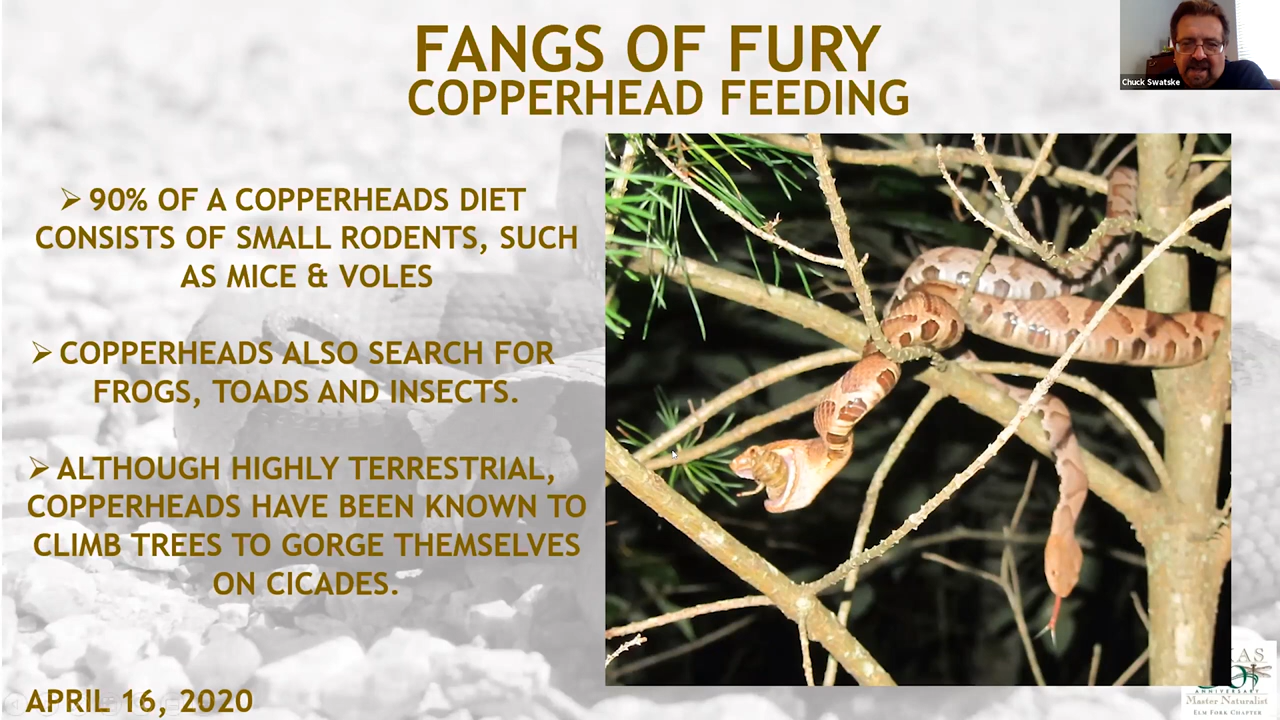 FANGS OF FURY
COPPERHEAD FEEDING
Chuck Swatske
➢ 90% OF A COPPERHEADS DIET
CONSISTS OF SMALL RODENTS, SUCH
AS MICE & VOLES
➢ COPPERHEADS ALSO SEARCH FOR
FROGS, TOADS AND INSECTS.
➢ ALTHOUGH HIGHLY TERRESTRIAL,
COPPERHEADS HAVE BEEN KNOWN TO
CLIMB TREES TO GORGE THEMSELVES
ON CICADES.
APRIL 16, 2020
ANNIVERSARY
Master Naturalist
ELM FORK CHAPTER